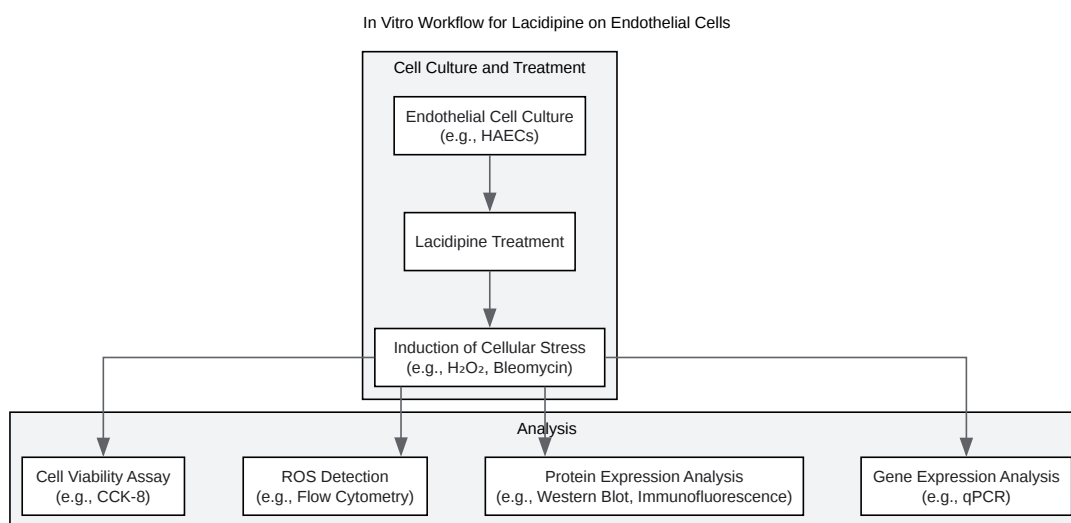 In Vitro Workflow for Lacidipine on Endothelial Cells
Cell Culture and Treatment
Endothelial Cell Culture
(e.g., HAECs)
Lacidipine Treatment
Induction of Cellular Stress
(e.g., H₂O₂, Bleomycin)
Analysis
Cell Viability Assay
(e.g., CCK-8)
ROS Detection
(e.g., Flow Cytometry)
Protein Expression Analysis
(e.g., Western Blot, Immunofluorescence)
Gene Expression Analysis
(e.g., qPCR)